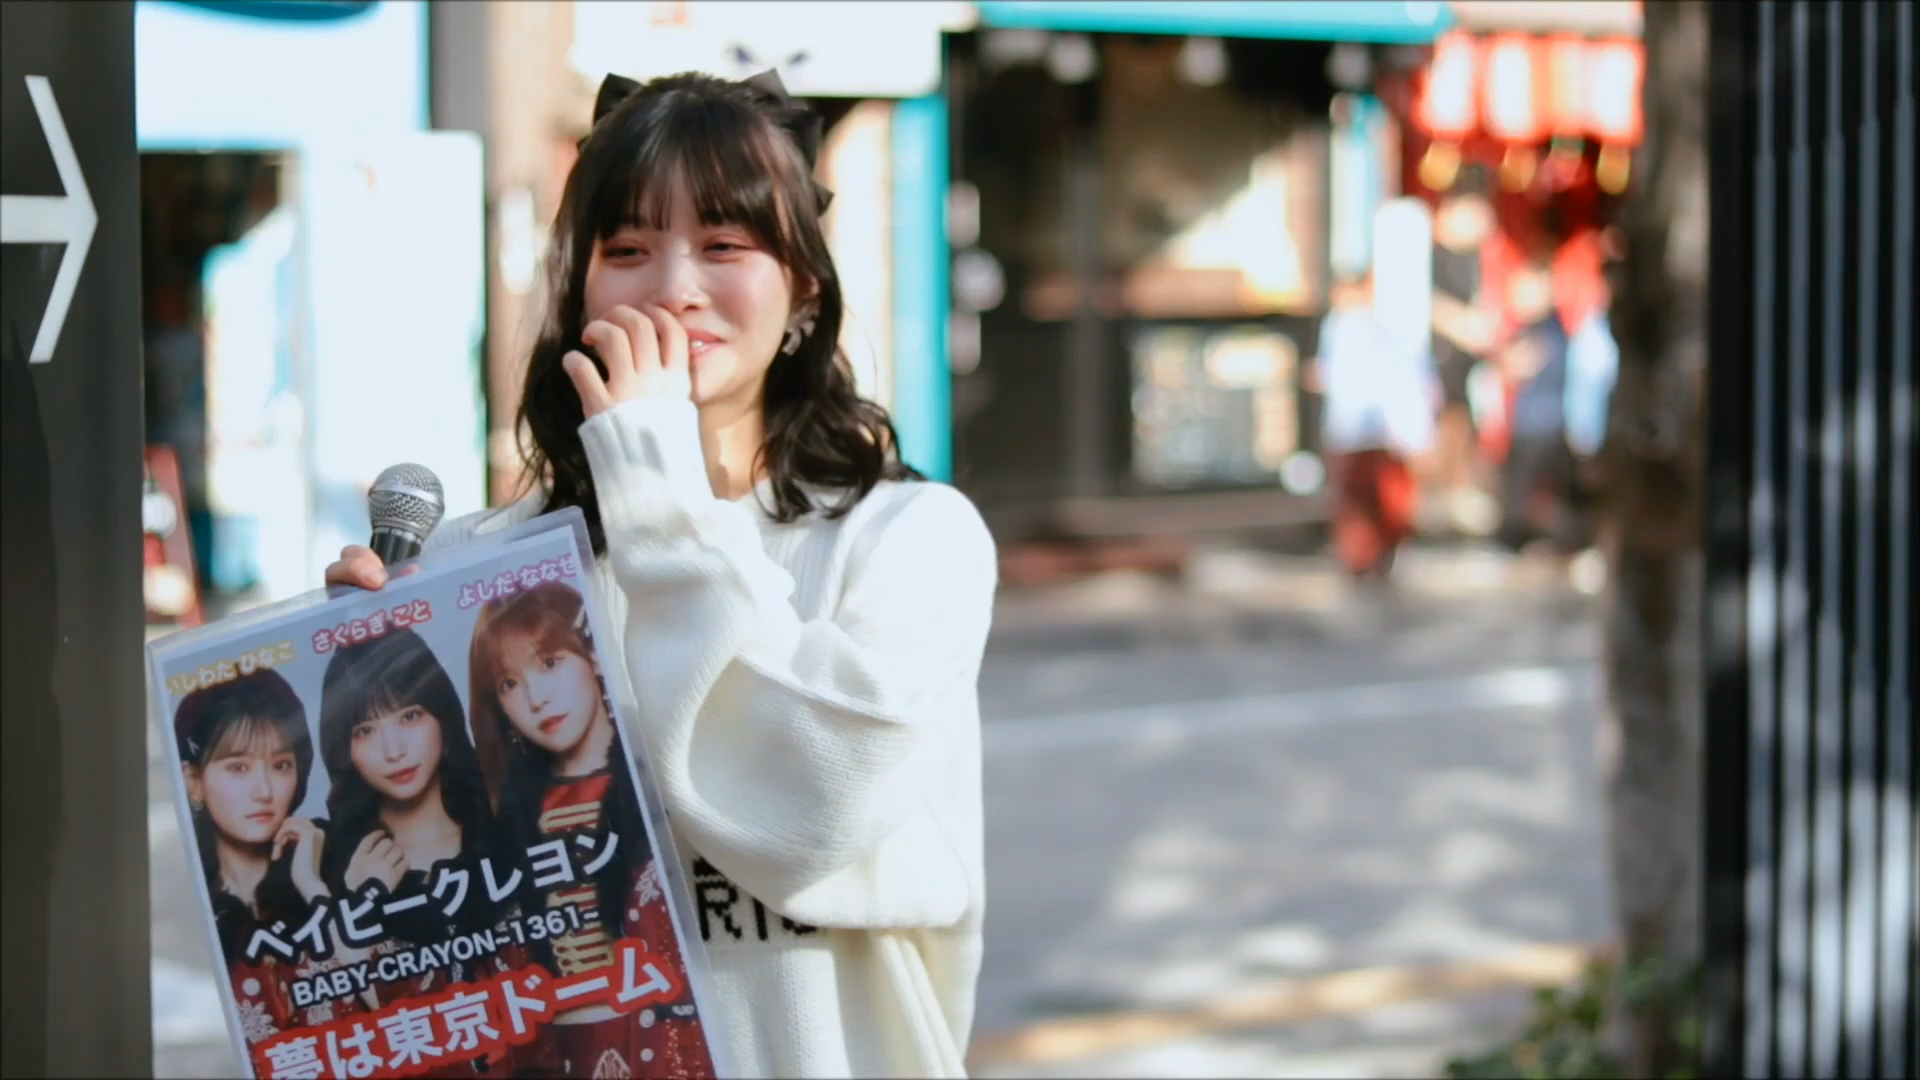 いしわた ひなこ
さくらぎ こと
よしだ ななせ
ベイビークレヨン
BABY-CRAYON~1361~
夢は東京ドーム